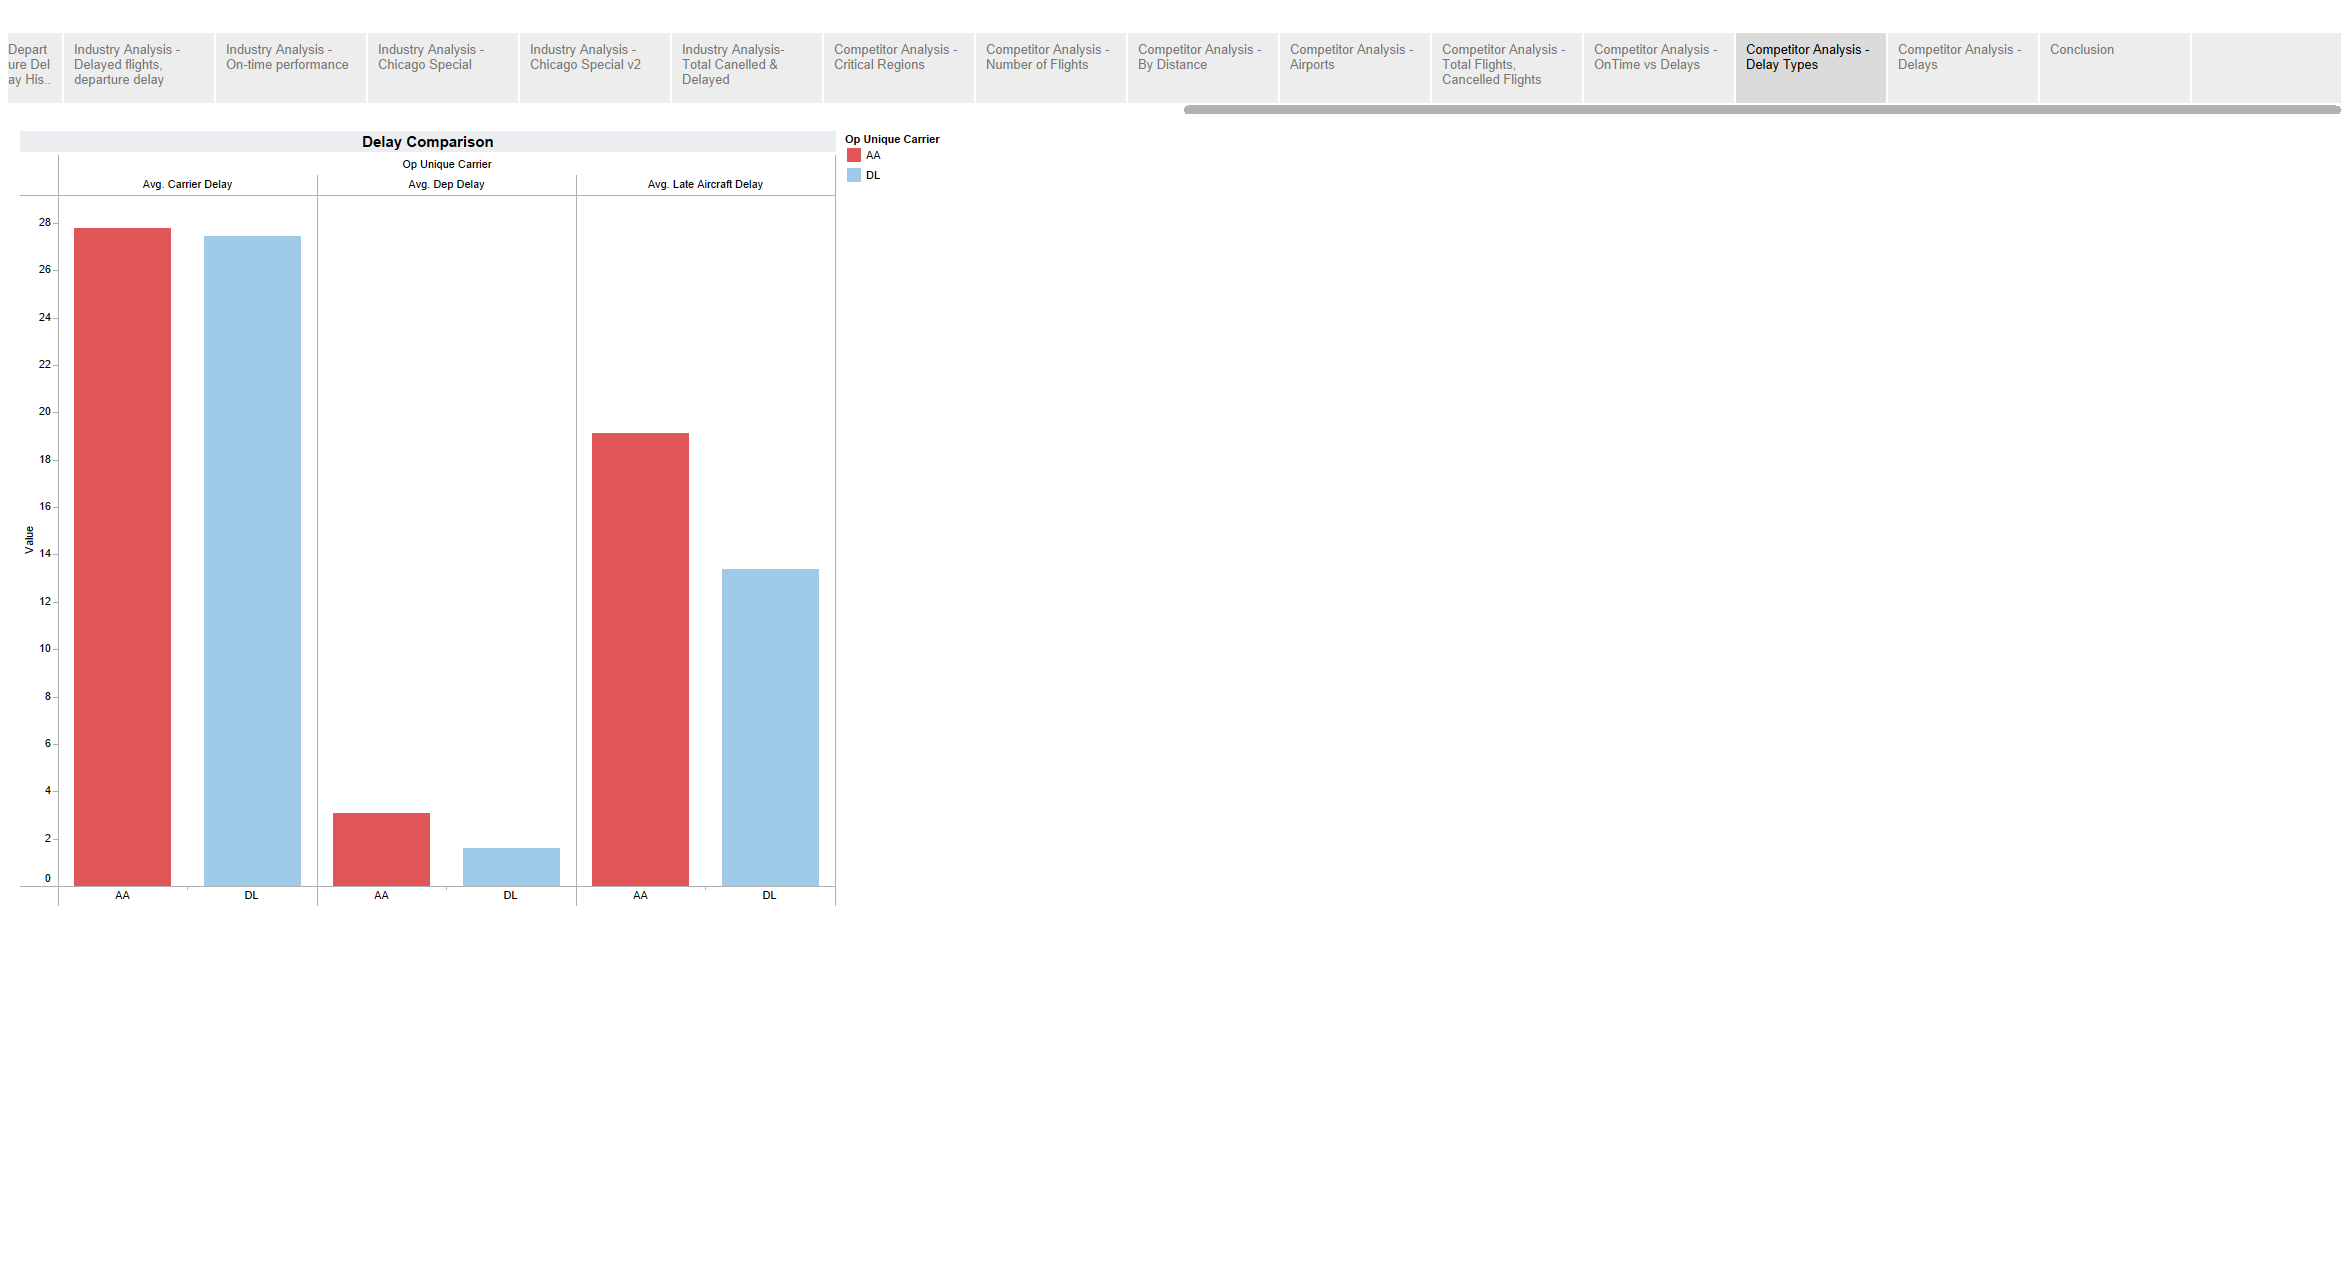 Depart
ure Del
ay His..
Industry Analysis -
Delayed flights,
departure delay
Industry Analysis -
On-time performance
Industry Analysis -
Chicago Special
Industry Analysis -
Chicago Special v2
Industry Analysis-
Total Canelled &
Delayed
Competitor Analysis -
Critical Regions
Competitor Analysis -
Number of Flights
Competitor Analysis -
By Distance
Competitor Analysis -
Airports
Competitor Analysis -
Total Flights,
Cancelled Flights
Competitor Analysis -
OnTime vs Delays
Competitor Analysis -
Delay Types
Competitor Analysis -
Delays
Conclusion
Delay Comparison
Op Unique Carrier
Avg. Carrier Delay
Avg. Dep Delay
Avg. Late Aircraft Delay
28
26
24
22
20
18
16
14
12
10
8
6
4
2
0
Value
AA
DL
AA
DL
AA
DL
Op Unique Carrier
AA
DL